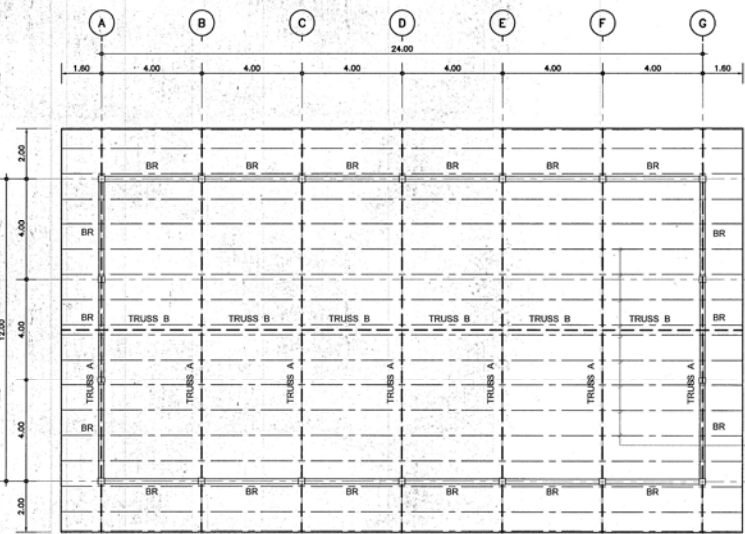 A B C D E F G
24.00
1.60 4.00 4.00 4.00 4.00 4.00 4.00 1.60
2.00
BR BR BR BR BR BR
4.00
BR BR
12.00
4.00
BR TRUSS B TRUSS B TRUSS B TRUSS B TRUSS B TRUSS B BR
TRUSS A TRUSS A TRUSS A TRUSS A TRUSS A TRUSS A TRUSS A
4.00
BR BR
BR BR BR BR BR BR
2.00